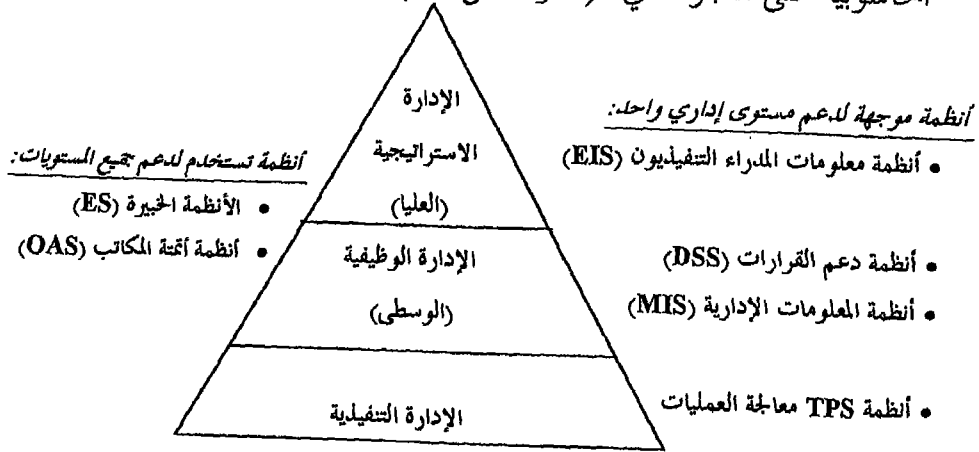 الإدارة
الاستراتيجية
(العليا)
الإدارة الوظيفية
(الوسطى)
الإدارة التنفيذية
أنظمة موجهة لدعم مستوى إداري واحد:
• أنظمة معلومات المدراء التنفيذيون (EIS)
• أنظمة دعم القرارات (DSS)
• أنظمة المعلومات الإدارية (MIS)
• أنظمة TPS معالجة العمليات
أنظمة تستخدم لدعم جميع المستويات:
• الأنظمة الخبيرة (ES)
• أنظمة أتمتة المكاتب (OAS)